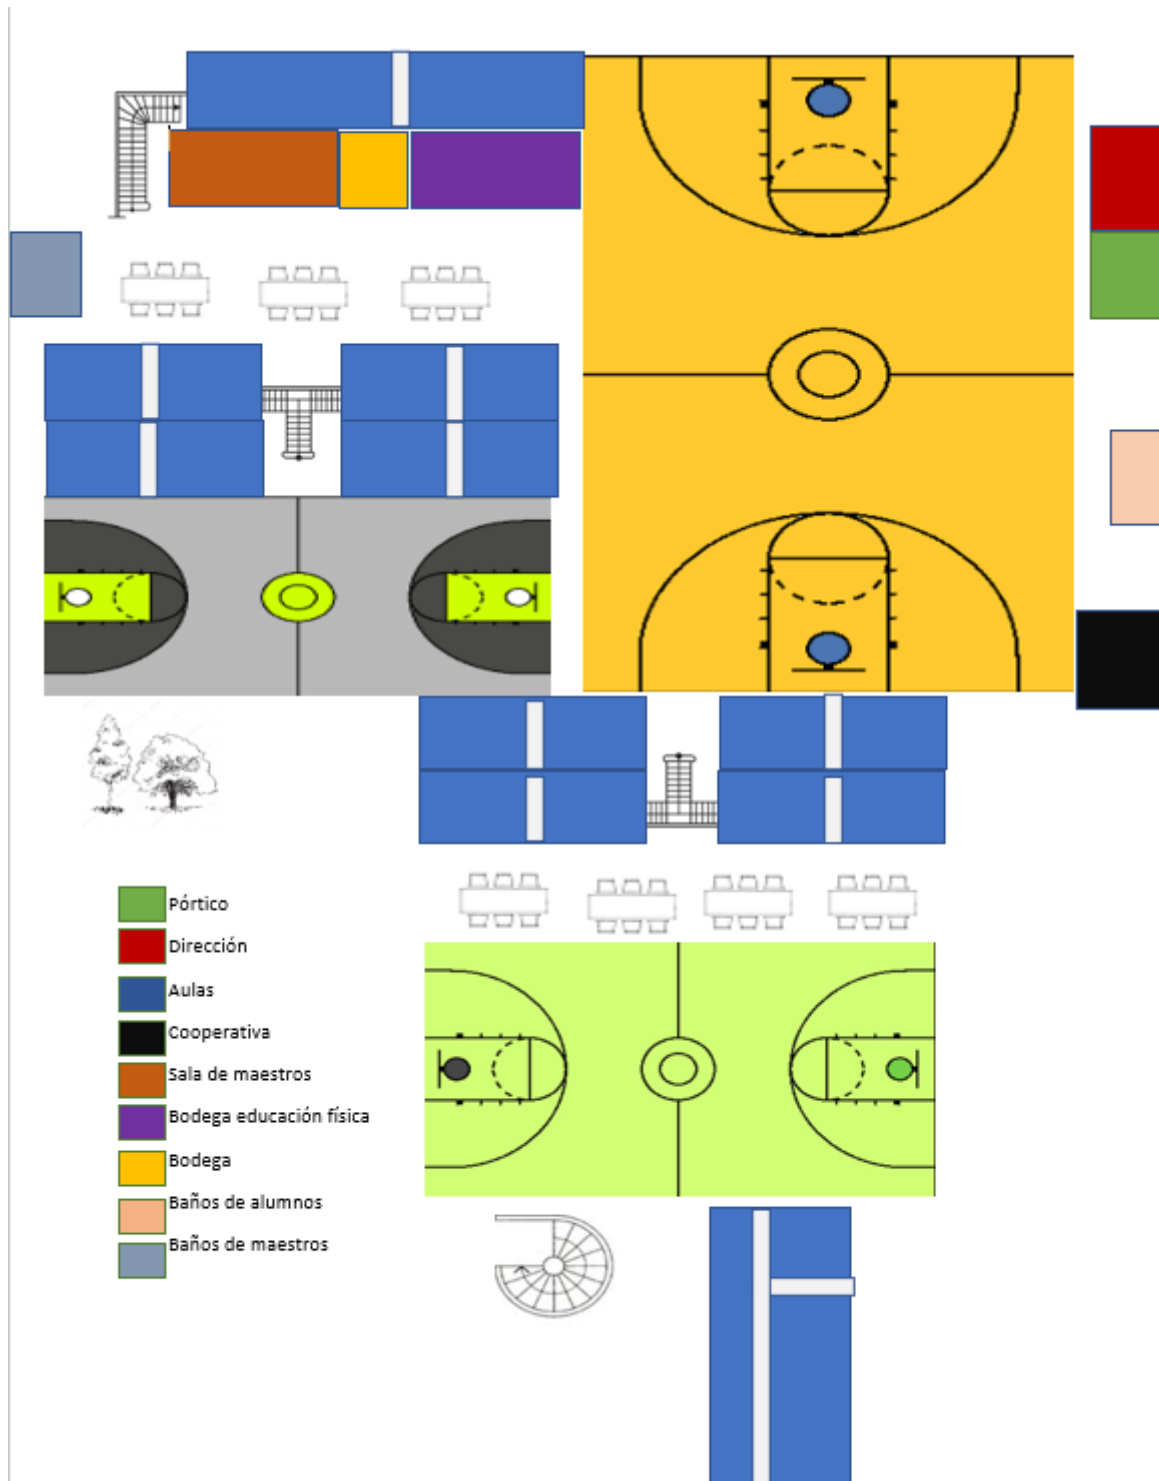 Pórtico
Dirección
Aulas
Cooperativa
Sala de maestros
Bodega educación física
Bodega
Baños de alumnos
Baños de maestros